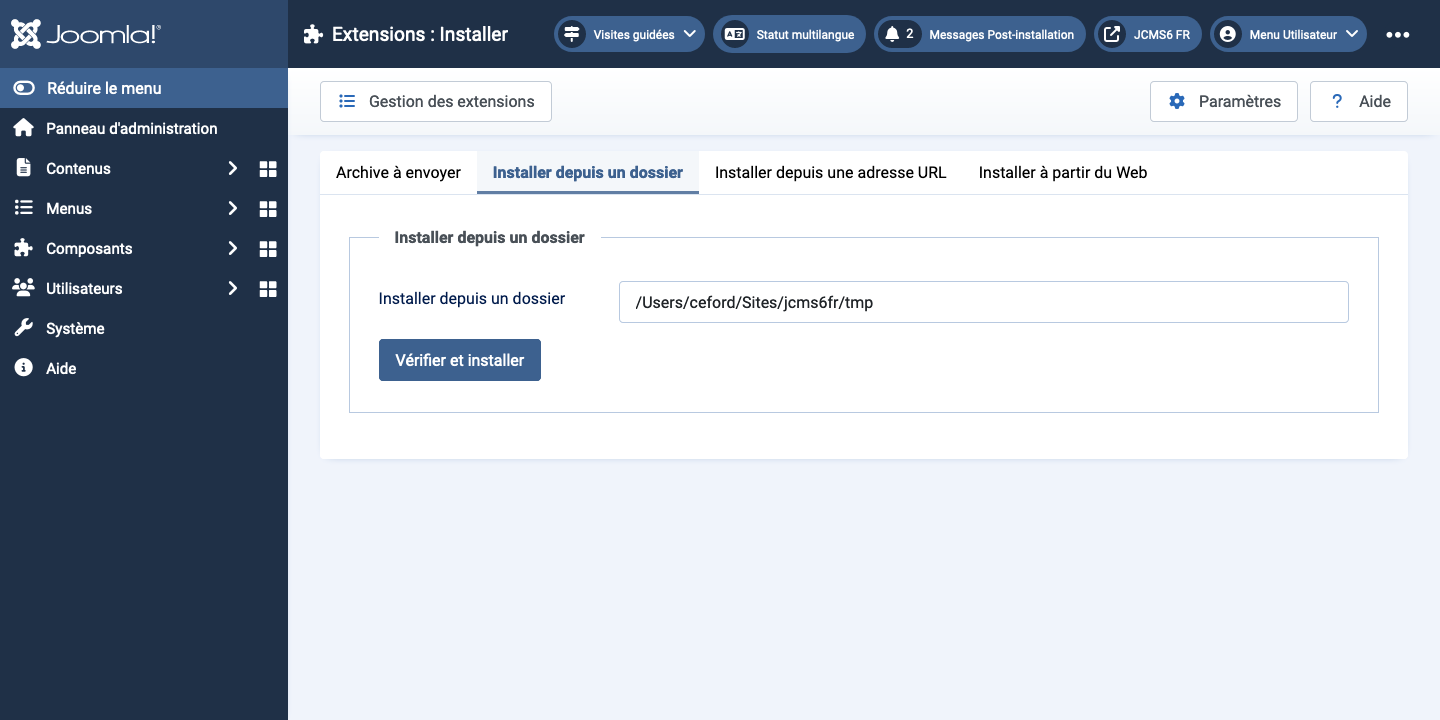 Joomla!®
Extensions : Installer
Visites guidées
Statut multilangue
2 Messages Post-installation
JCMS6 FR
Menu Utilisateur
Réduire le menu
Panneau d'administration
Contenus
Menus
Composants
Utilisateurs
Système
Aide
Gestion des extensions
Paramètres
? Aide
Archive à envoyer
Installer depuis un dossier
Installer depuis une adresse URL
Installer à partir du Web
Installer depuis un dossier
Installer depuis un dossier
/Users/ceford/Sites/jcms6fr/tmp
Vérifier et installer